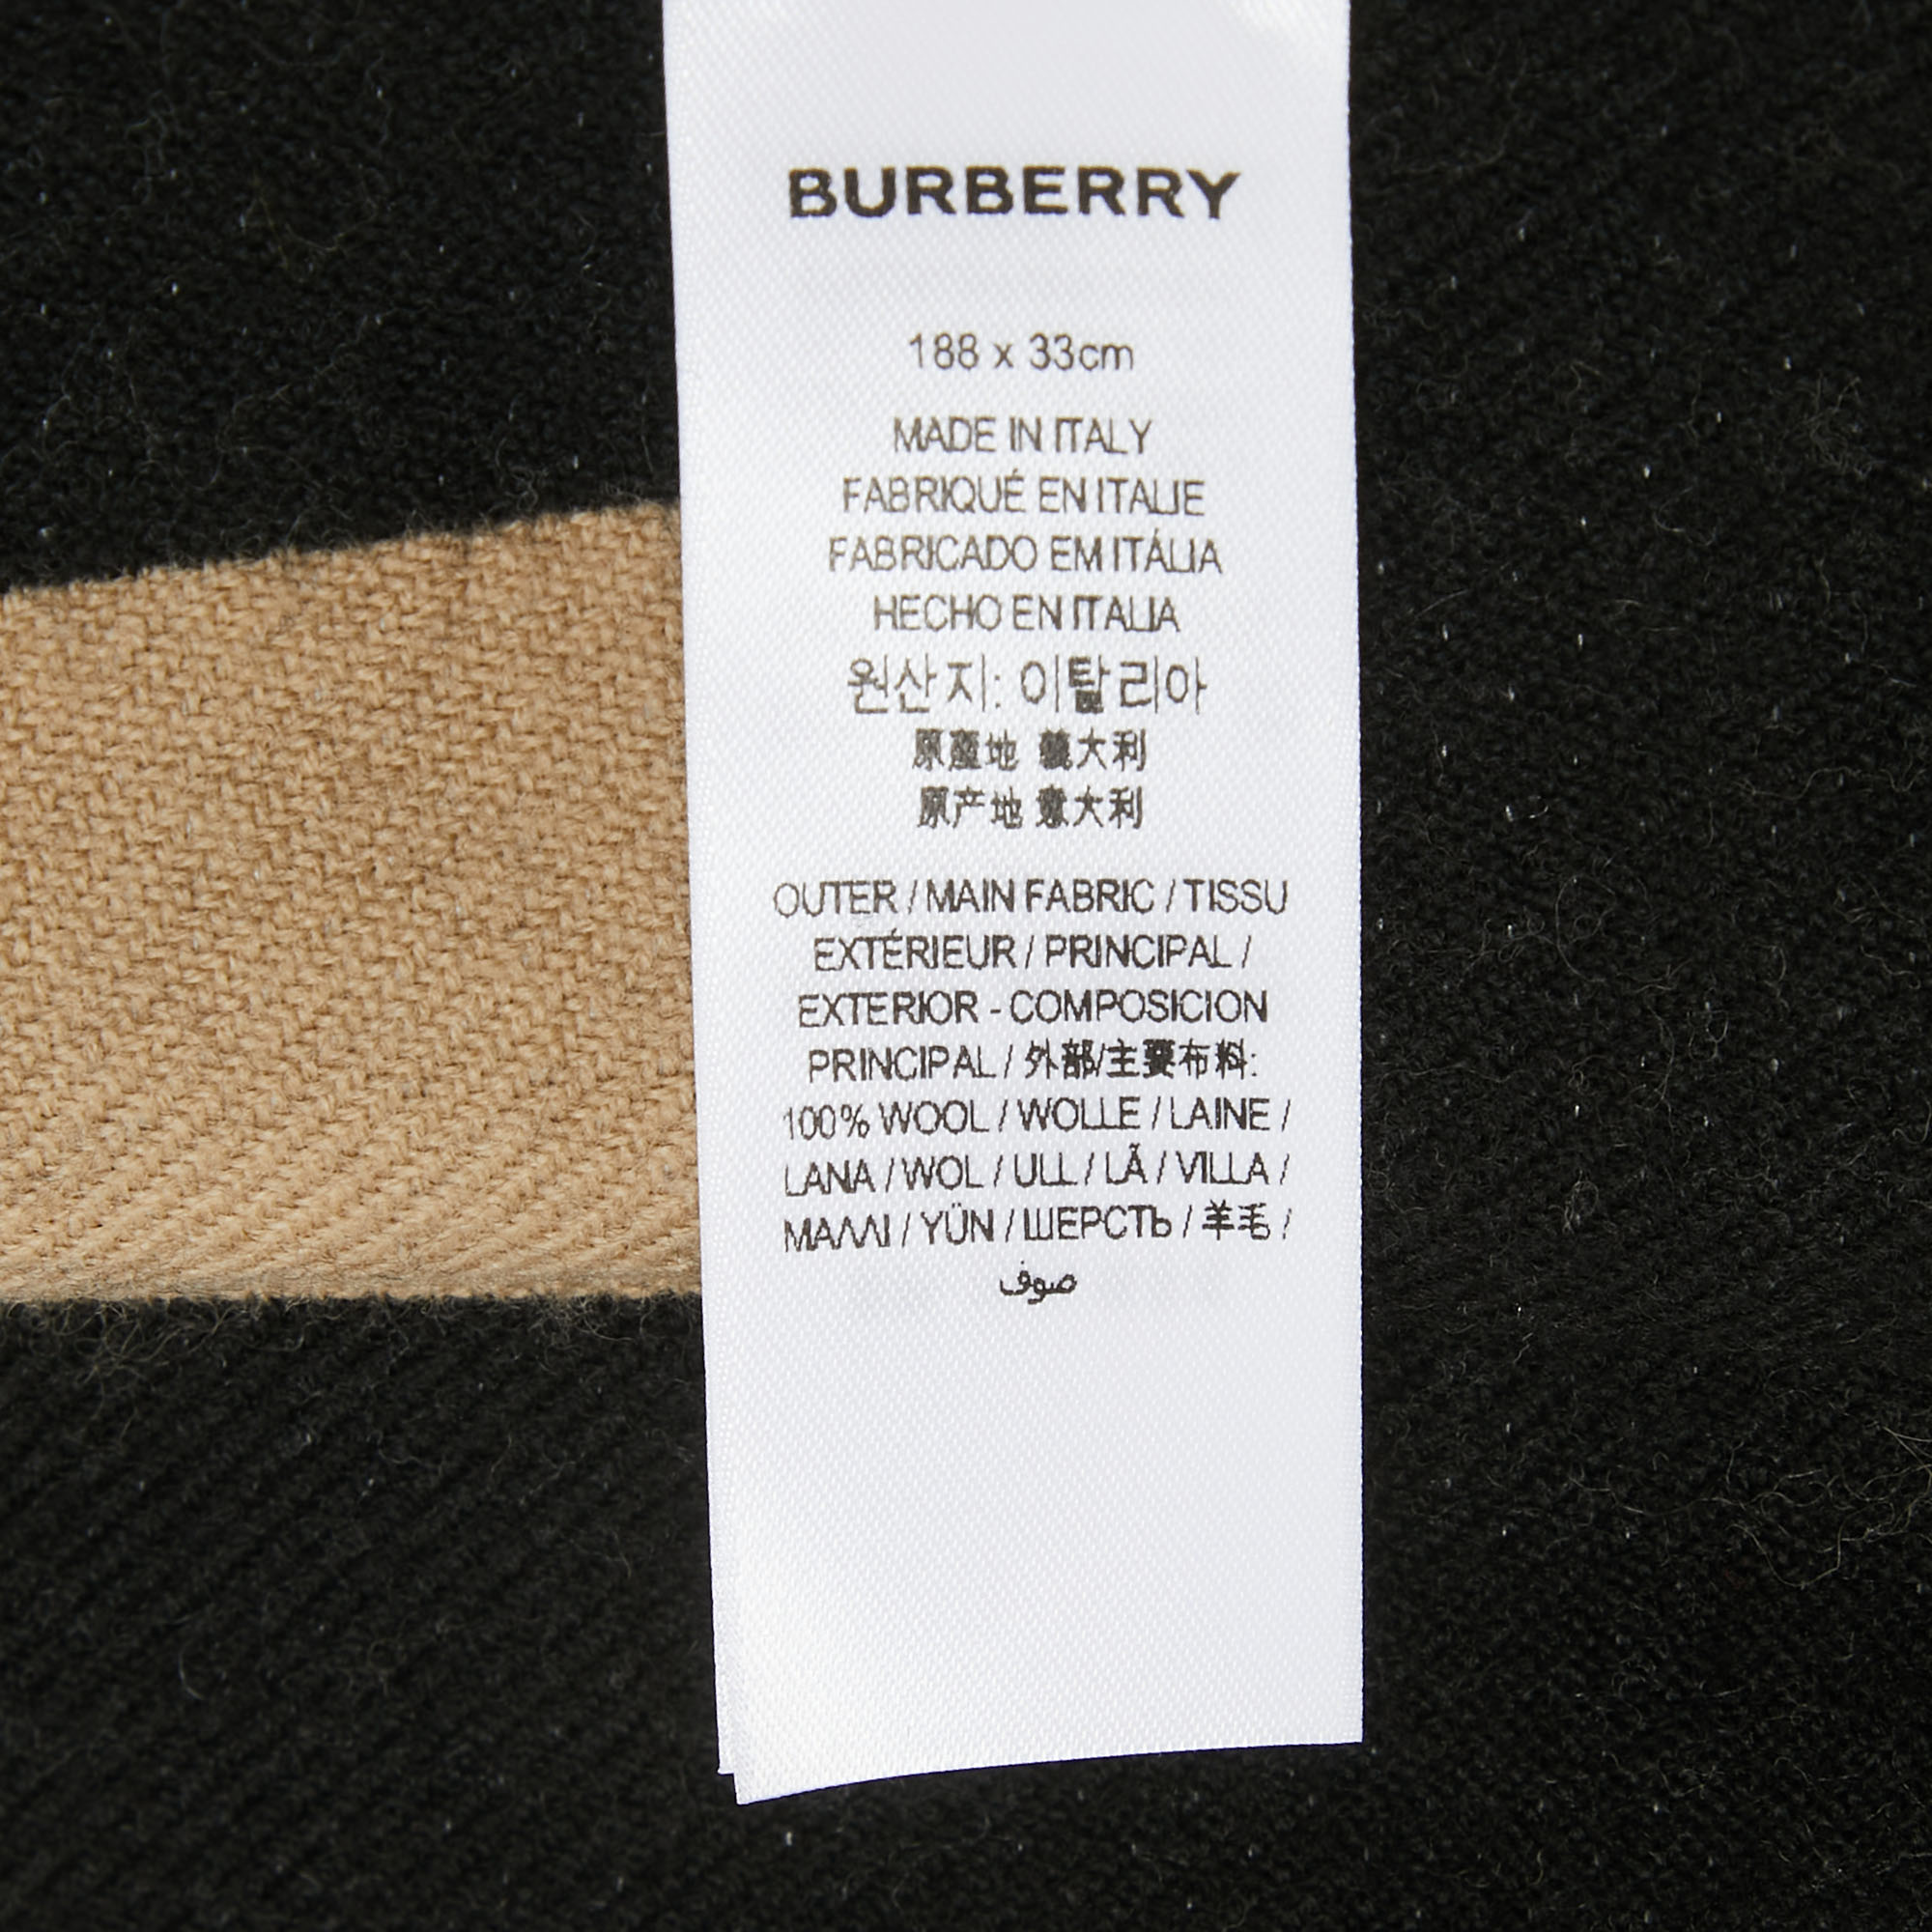 BURBERRY
188 x 33cm
MADE IN ITALY
FABRIQUÉ EN ITALIE
FABRICADO EM ITÁLIA
HECHO EN ITALIA
원산지: 이탈리아
原產地 義大利
原产地 意大利
OUTER / MAIN FABRIC / TISSU
EXTÉRIEUR / PRINCIPAL /
EXTERIOR - COMPOSICION
PRINCIPAL / 外部/主要布料:
100% WOOL / WOLLE / LAINE /
LANA / WOL / ULL / LÃ / VILLA /
ΜΑΛΛΙ / YÜN / ШЕРСТЬ / 羊毛 /
صوف